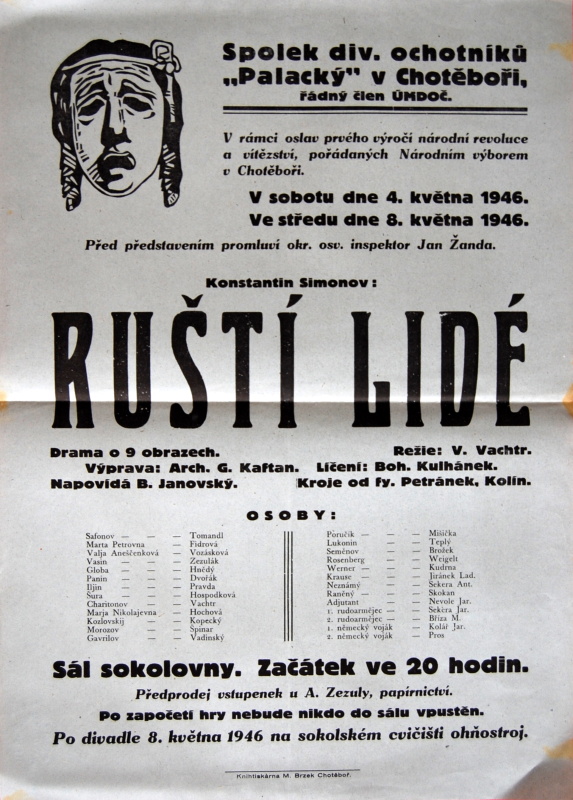 Spolek div. ochotníků
„Palacký" v Chotěboři,
řádný člen ÚMDOČ.
V rámci oslav prvého výročí národní revoluce
a vítězství, pořádaných Národním výborem
v Chotěboři.
V sobotu dne 4. května 1946.
Ve středu dne 8. května 1946.
Před představením promluví okr. osv. inspektor Jan Žanda.
Konstantin Simonov:
RUŠTÍ LIDÉ
Drama o 9 obrazech. Režie: V. Vachtr.
Výprava: Arch. G. Kaftan. Líčení: Boh. Kulhánek.
Napovídá B. Janovský. Kroje od fy. Petránek, Kolín.
OSOBY:
Safonov — — — Tomandl
Marta Petrovna — Fidrová
Valja Aneščenková — Vozásková
Vasin — — — Zezulák
Globa — — — Hnědý
Panin — — — Dvořák
Iljin — — — Pravda
Šura — — — Hospodková
Charitonov — — Vachtr
Marja Nikolajevna — Hochová
Kozlovskij — — Kopecký
Morozov — — Špinar
Gavrilov — — Vadinský
Poručík — — — Mišička
Lukonin — — Teplý
Semënov — — Brožek
Rosenberg — — Weigelt
Werner — — — Kudrna
Krause — — — Jiránek Lad.
Neznámý — — Sekera Ant.
Raněný — — — Skokan
Adjutant — — Nevole Jar.
1. rudoarmějec — — Sekera Jar.
2. rudoarmějec — — Bříza M.
1. německý voják — Kolář Jar.
2. německý voják — Pros
Sál sokolovny. Začátek ve 20 hodin.
Předprodej vstupenek u A. Zezuly, papírnictví.
Po započetí hry nebude nikdo do sálu vpuštěn.
Po divadle 8. května 1946 na sokolském cvičišti ohňostroj.
Knihtiskárna M. Brzek Chotěboř.